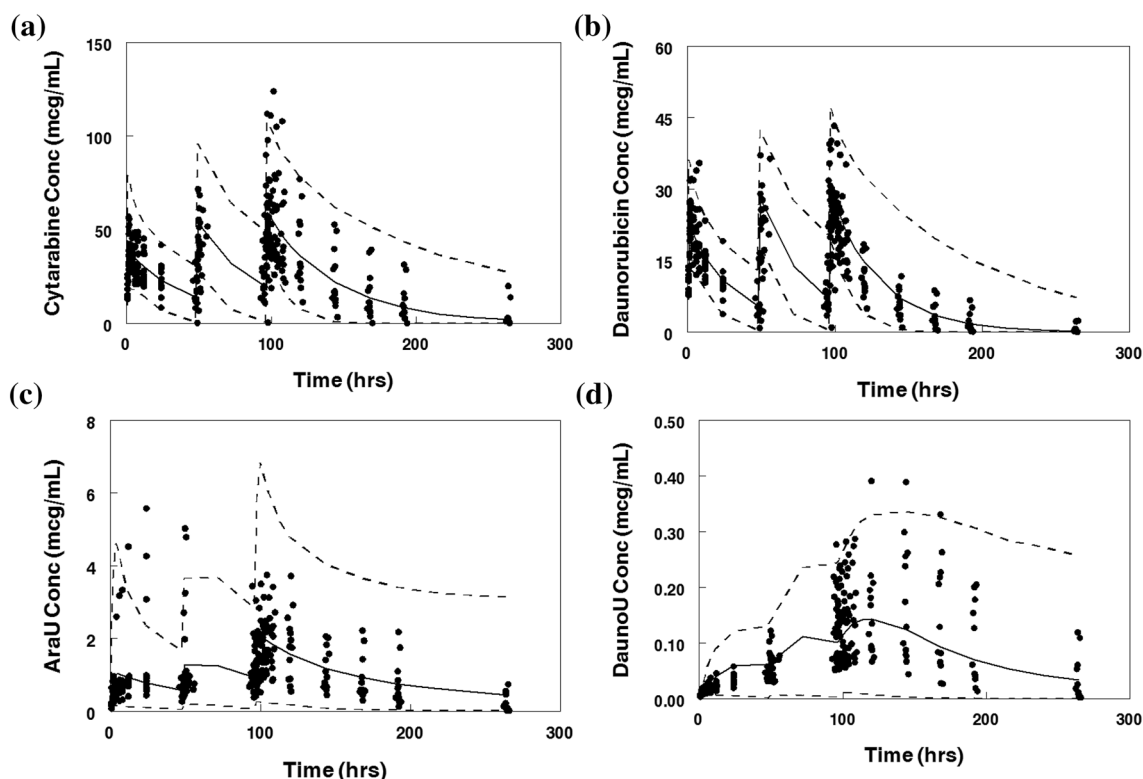 (a)
150
100
50
0
Cytarabine Conc (mcg/mL)
0 100 200 300
Time (hrs)
(b)
60
45
30
15
0
Daunorubicin Conc (mcg/mL)
0 100 200 300
Time (hrs)
(c)
8
6
4
2
0
AraU Conc (mcg/mL)
0 100 200 300
Time (hrs)
(d)
0.50
0.40
0.30
0.20
0.10
0.00
DaunoU Conc (mcg/mL)
0 100 200 300
Time (hrs)